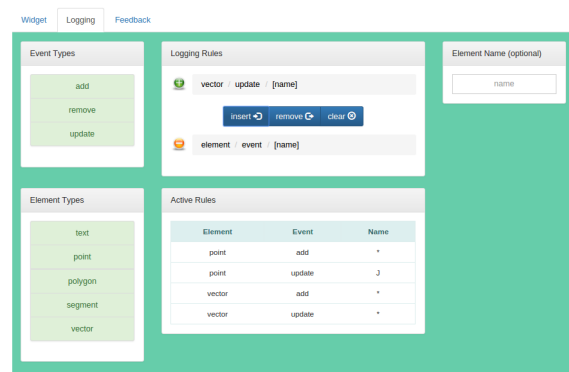 Widget Logging Feedback
Event Types
add
remove
update
Logging Rules
vector / update / [name]
insert remove clear
element / event / [name]
Element Name (optional)
name
Element Types
text
point
polygon
segment
vector
Active Rules
Element Event Name
point add *
point update J
vector add *
vector update *